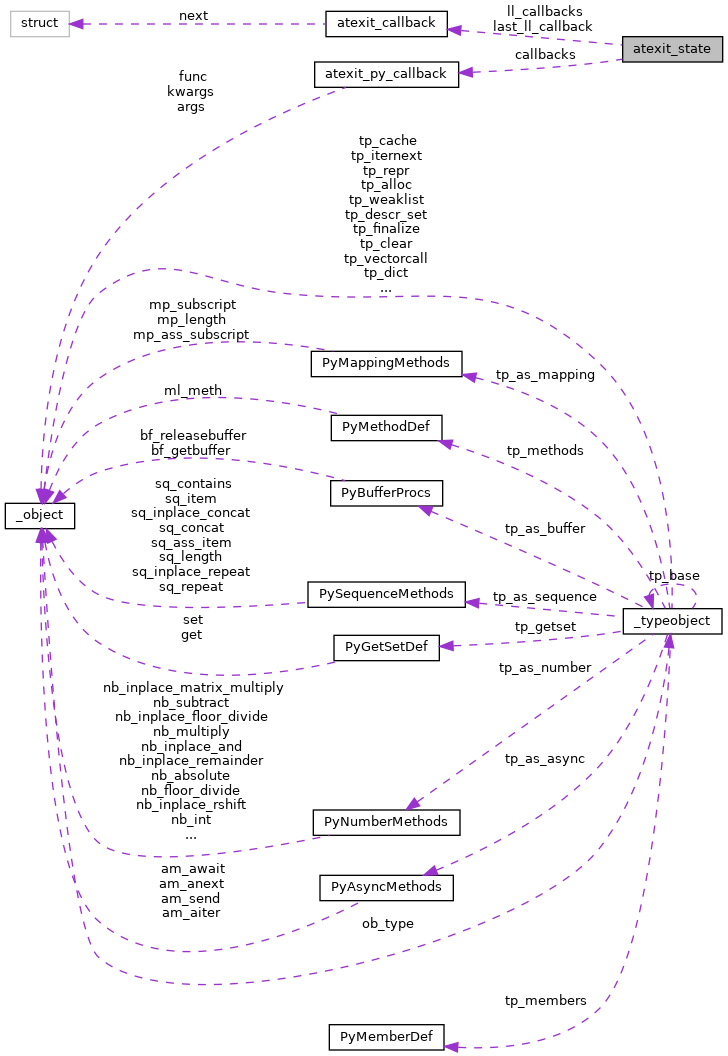 struct
next
atexit_callback
ll_callbacks
last_ll_callback
atexit_state
callbacks
atexit_py_callback
func
kwargs
args
tp_cache
tp_iternext
tp_repr
tp_alloc
tp_weaklist
tp_descr_set
tp_finalize
tp_clear
tp_vectorcall
tp_dict
...
mp_subscript
mp_length
mp_ass_subscript
PyMappingMethods
tp_as_mapping
ml_meth
PyMethodDef
tp_methods
bf_releasebuffer
bf_getbuffer
PyBufferProcs
tp_as_buffer
_object
sq_contains
sq_item
sq_inplace_concat
sq_concat
sq_ass_item
sq_length
sq_inplace_repeat
sq_repeat
PySequenceMethods
tp_as_sequence
tp_base
_typeobject
set
get
PyGetSetDef
tp_getset
tp_as_number
nb_inplace_matrix_multiply
nb_subtract
nb_inplace_floor_divide
nb_multiply
nb_inplace_and
nb_inplace_remainder
nb_absolute
nb_floor_divide
nb_inplace_rshift
nb_int
...
PyNumberMethods
tp_as_async
am_await
am_anext
am_send
am_aiter
PyAsyncMethods
ob_type
tp_members
PyMemberDef